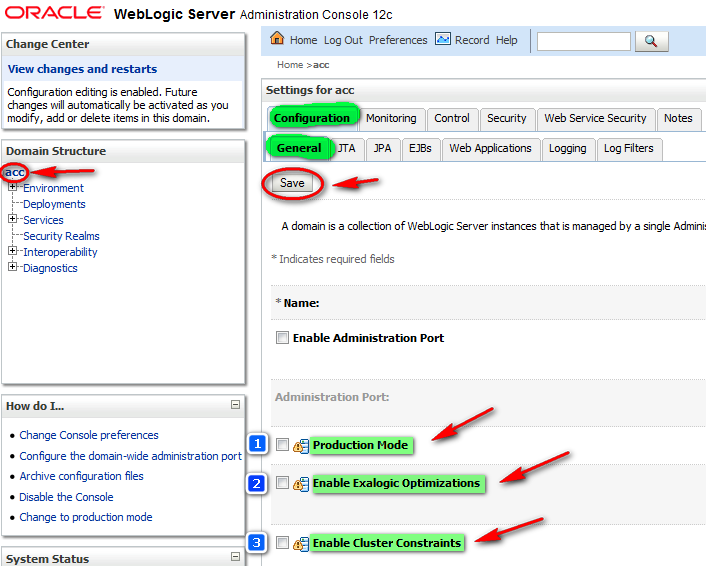 ORACLE WebLogic Server Administration Console 12c
Change Center
View changes and restarts
Configuration editing is enabled. Future
changes will automatically be activated as you
modify, add or delete items in this domain.
Domain Structure
acc
Environment
Deployments
Services
Security Realms
Interoperability
Diagnostics
How do I...
Change Console preferences
Configure the domain-wide administration port
Archive configuration files
Disable the Console
Change to production mode
System Status
Home Log Out Preferences Record Help
Home >acc
Settings for acc
Configuration Monitoring Control Security Web Service Security Notes
General JTA JPA EJBs Web Applications Logging Log Filters
Save
A domain is a collection of WebLogic Server instances that is managed by a single Adminis
* Indicates required fields
* Name:
Enable Administration Port
Administration Port:
1 Production Mode
2 Enable Exalogic Optimizations
3 Enable Cluster Constraints